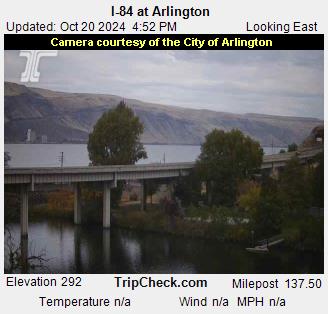 I-84 at Arlington
Updated: Oct 20 2024 4:52 PM Looking East
Camera courtesy of the City of Arlington
Elevation 292 TripCheck.com Milepost 137.50
Temperature n/a Wind n/a MPH n/a